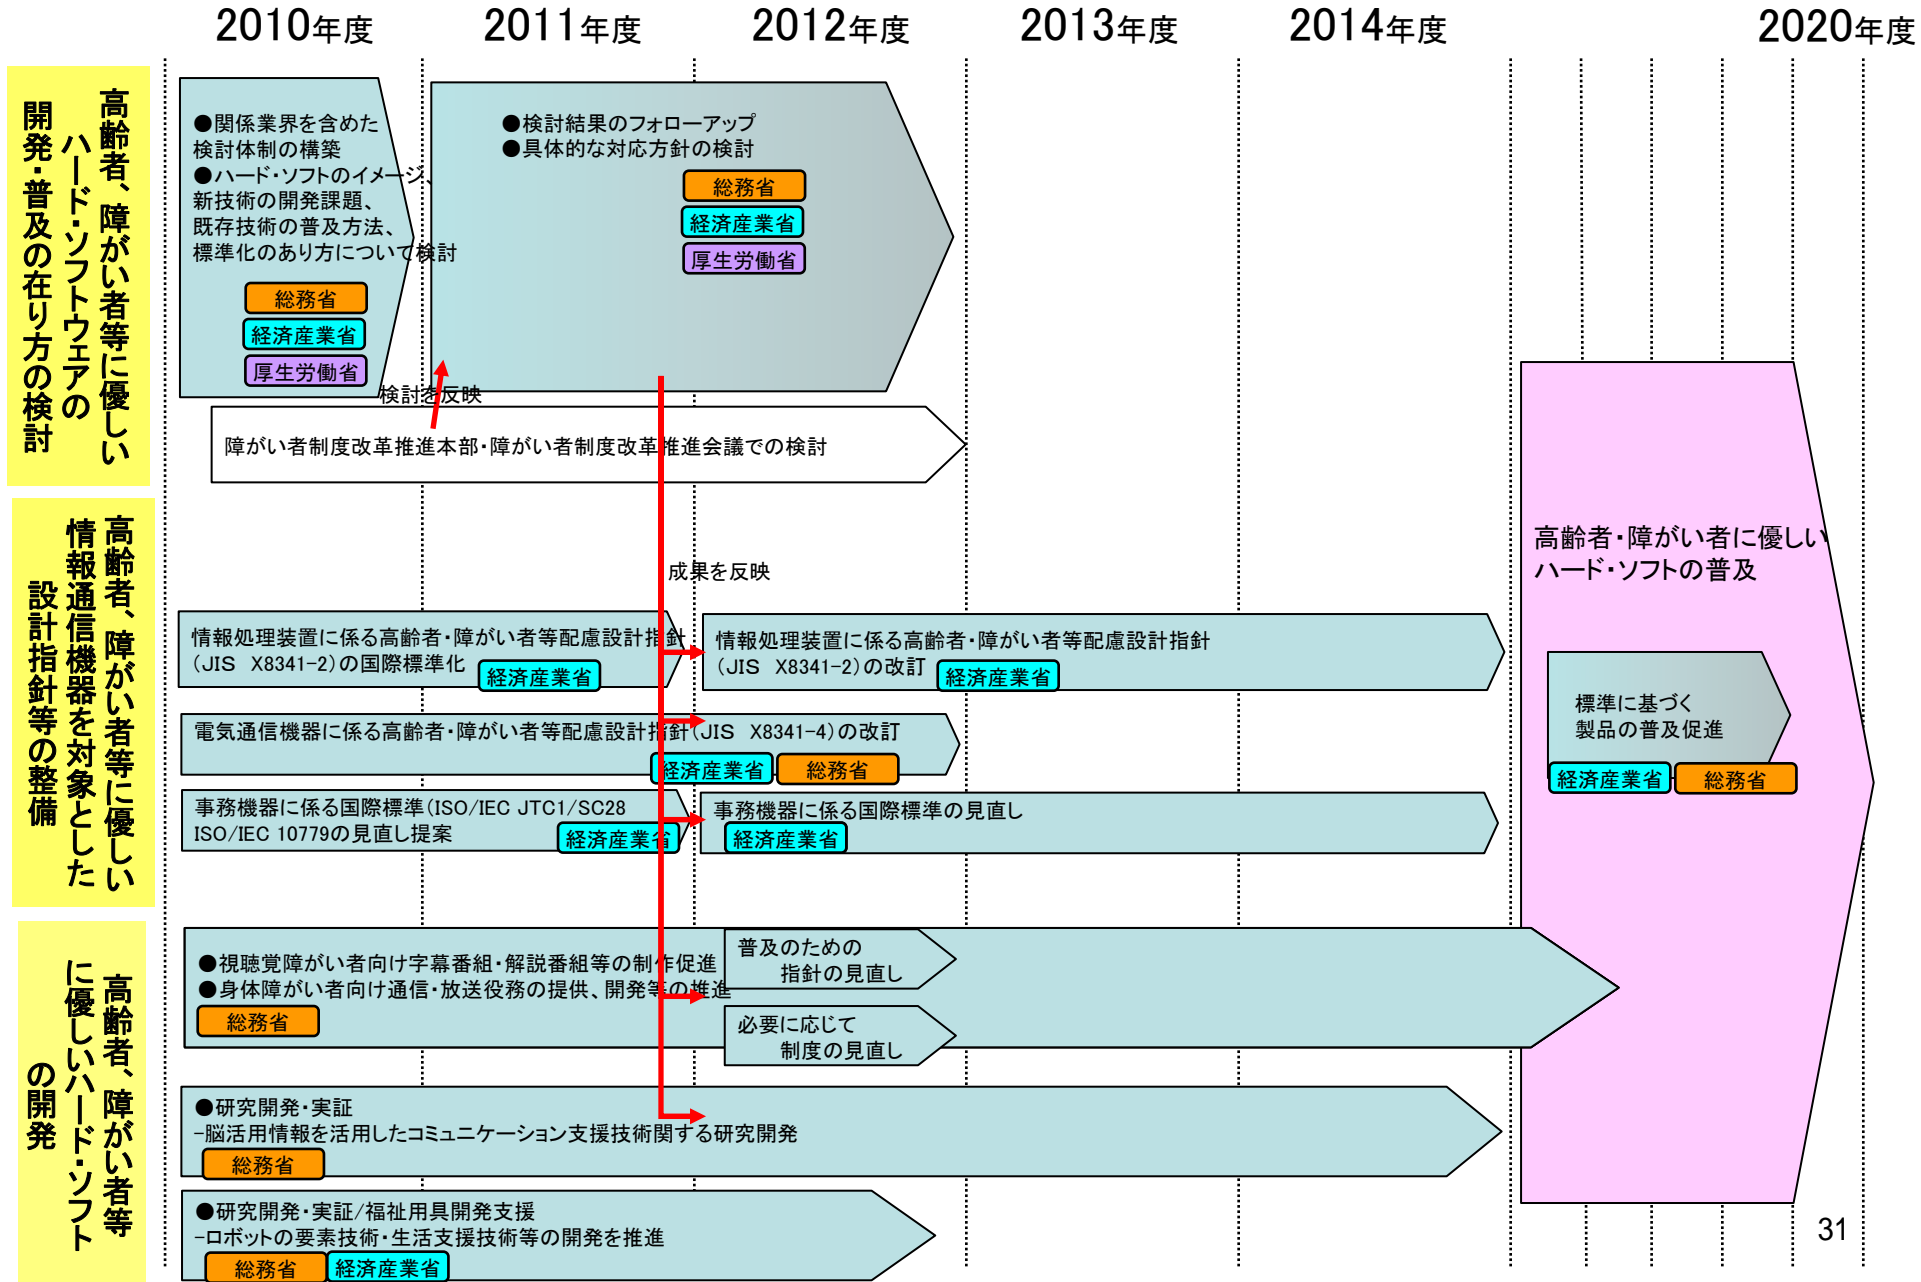 2010年度
2011年度
2012年度
2013年度
2014年度
2020年度
高齢者、障がい者等に優しい
ハード・ソフトウェアの
開発・普及の在り方の検討
●関係業界を含めた
検討体制の構築
●ハード・ソフトのイメージ、
新技術の開発課題、
既存技術の普及方法、
標準化のあり方について検討
総務省
経済産業省
厚生労働省
●検討結果のフォローアップ
●具体的な対応方針の検討
総務省
経済産業省
厚生労働省
検討を反映
障がい者制度改革推進本部・障がい者制度改革推進会議での検討
高齢者、障がい者等に優しい
情報通信機器を対象とした
設計指針等の整備
成果を反映
情報処理装置に係る高齢者・障がい者等配慮設計指針
（JIS　X8341-2）の国際標準化
経済産業省
情報処理装置に係る高齢者・障がい者等配慮設計指針
（JIS　X8341-2）の改訂
経済産業省
電気通信機器に係る高齢者・障がい者等配慮設計指針（JIS　X8341-4）の改訂
経済産業省
総務省
事務機器に係る国際標準（ISO/IEC JTC1/SC28
ISO/IEC 10779の見直し提案
経済産業省
事務機器に係る国際標準の見直し
経済産業省
高齢者・障がい者に優しい
ハード・ソフトの普及
標準に基づく
製品の普及促進
経済産業省
総務省
高齢者、障がい者等
に優しいハード・ソフト
の開発
●視聴覚障がい者向け字幕番組・解説番組等の制作促進
●身体障がい者向け通信・放送役務の提供、開発等の推進
総務省
普及のための
指針の見直し
必要に応じて
制度の見直し
●研究開発・実証
-脳活用情報を活用したコミュニケーション支援技術関する研究開発
総務省
●研究開発・実証/福祉用具開発支援
-ロボットの要素技術・生活支援技術等の開発を推進
総務省
経済産業省
31